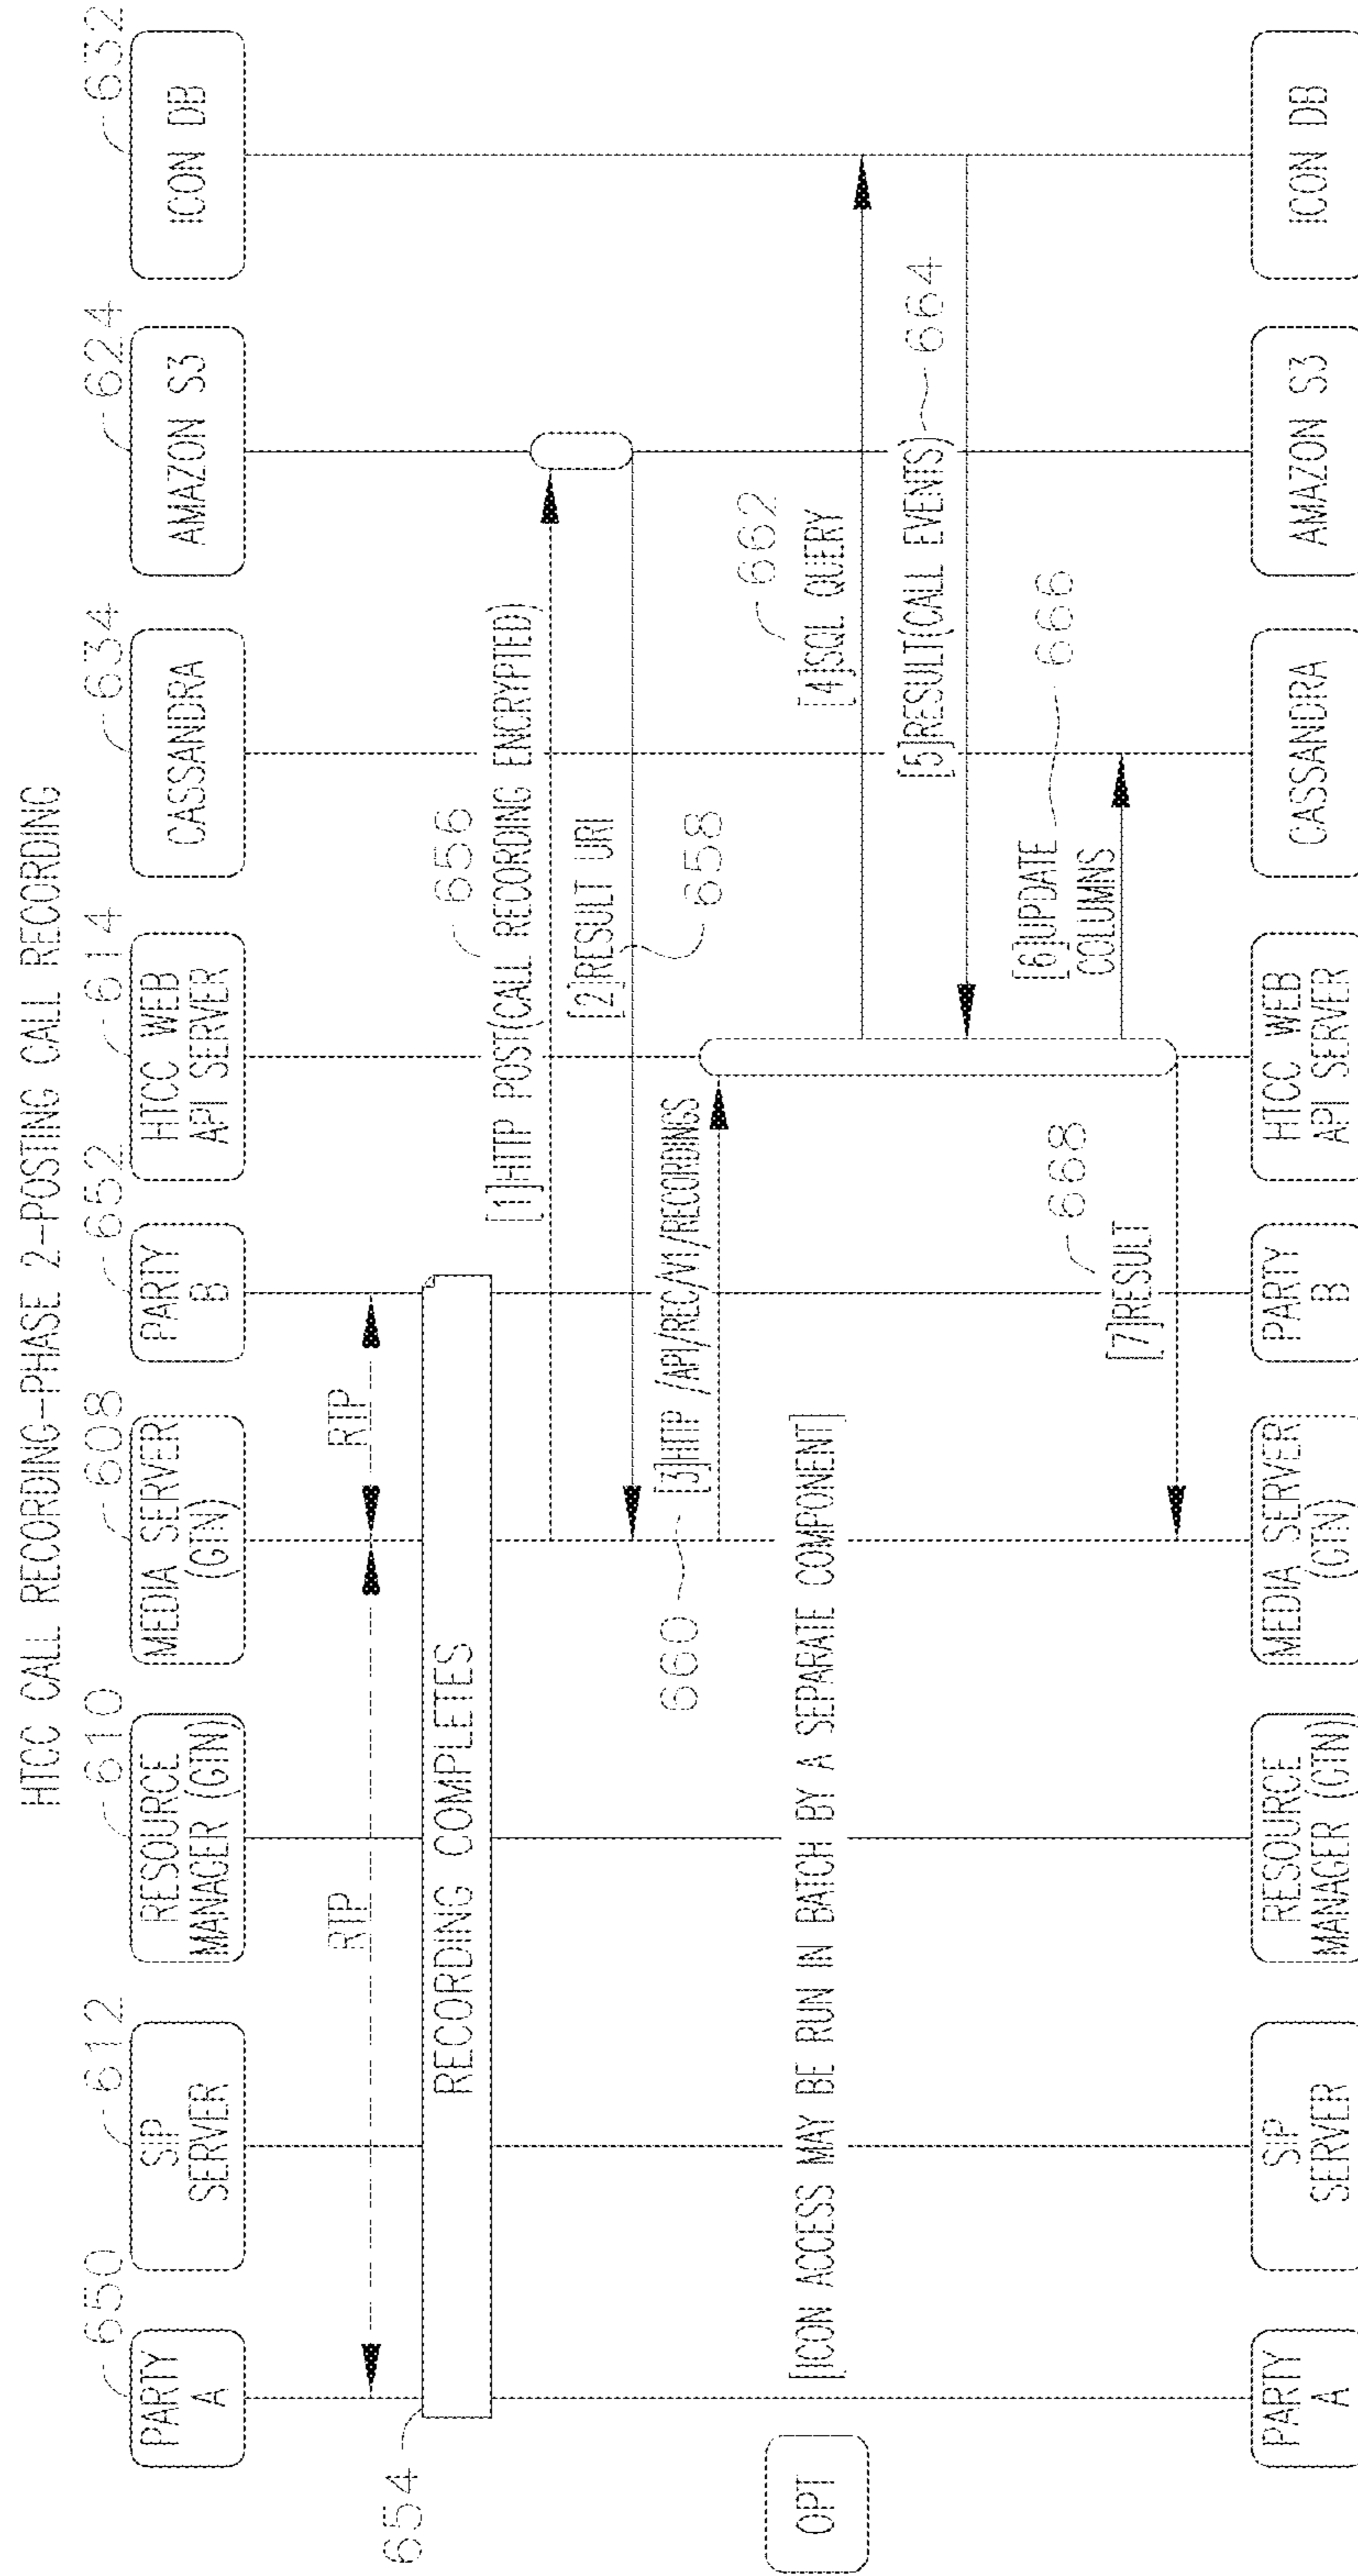 HTCC CALL RECORDING-PHASE 2-POSTING CALL RECORDING
650
612
610
608
652
614
634
624
632
PARTY
A
SIP
SERVER
RESOURCE
MANAGER (GTN)
MEDIA SERVER
(GTN)
PARTY
B
HTCC WEB
API SERVER
CASSANDRA
AMAZON S3
ICON DB
RTP
RTP
654
RECORDING COMPLETES
656
[1]HTTP POST(CALL RECORDING ENCRYPTED)
[2]RESULT URI
658
660
[3]HTTP /API/REC/V1/RECORDINGS
OPT
[ICON ACCESS MAY BE RUN IN BATCH BY A SEPARATE COMPONENT]
662
[4]SQL QUERY
[5]RESULT(CALL EVENTS)
664
[6]UPDATE
COLUMNS
666
668
[7]RESULT
PARTY
A
SIP
SERVER
RESOURCE
MANAGER (GTN)
MEDIA SERVER
(GTN)
PARTY
B
HTCC WEB
API SERVER
CASSANDRA
AMAZON S3
ICON DB